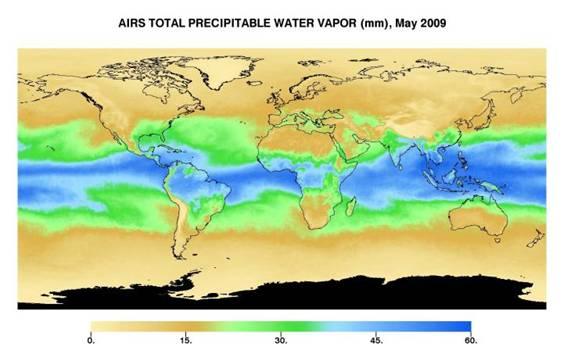 AIRS TOTAL PRECIPITABLE WATER VAPOR (mm), May 2009
0. 15. 30. 45. 60.